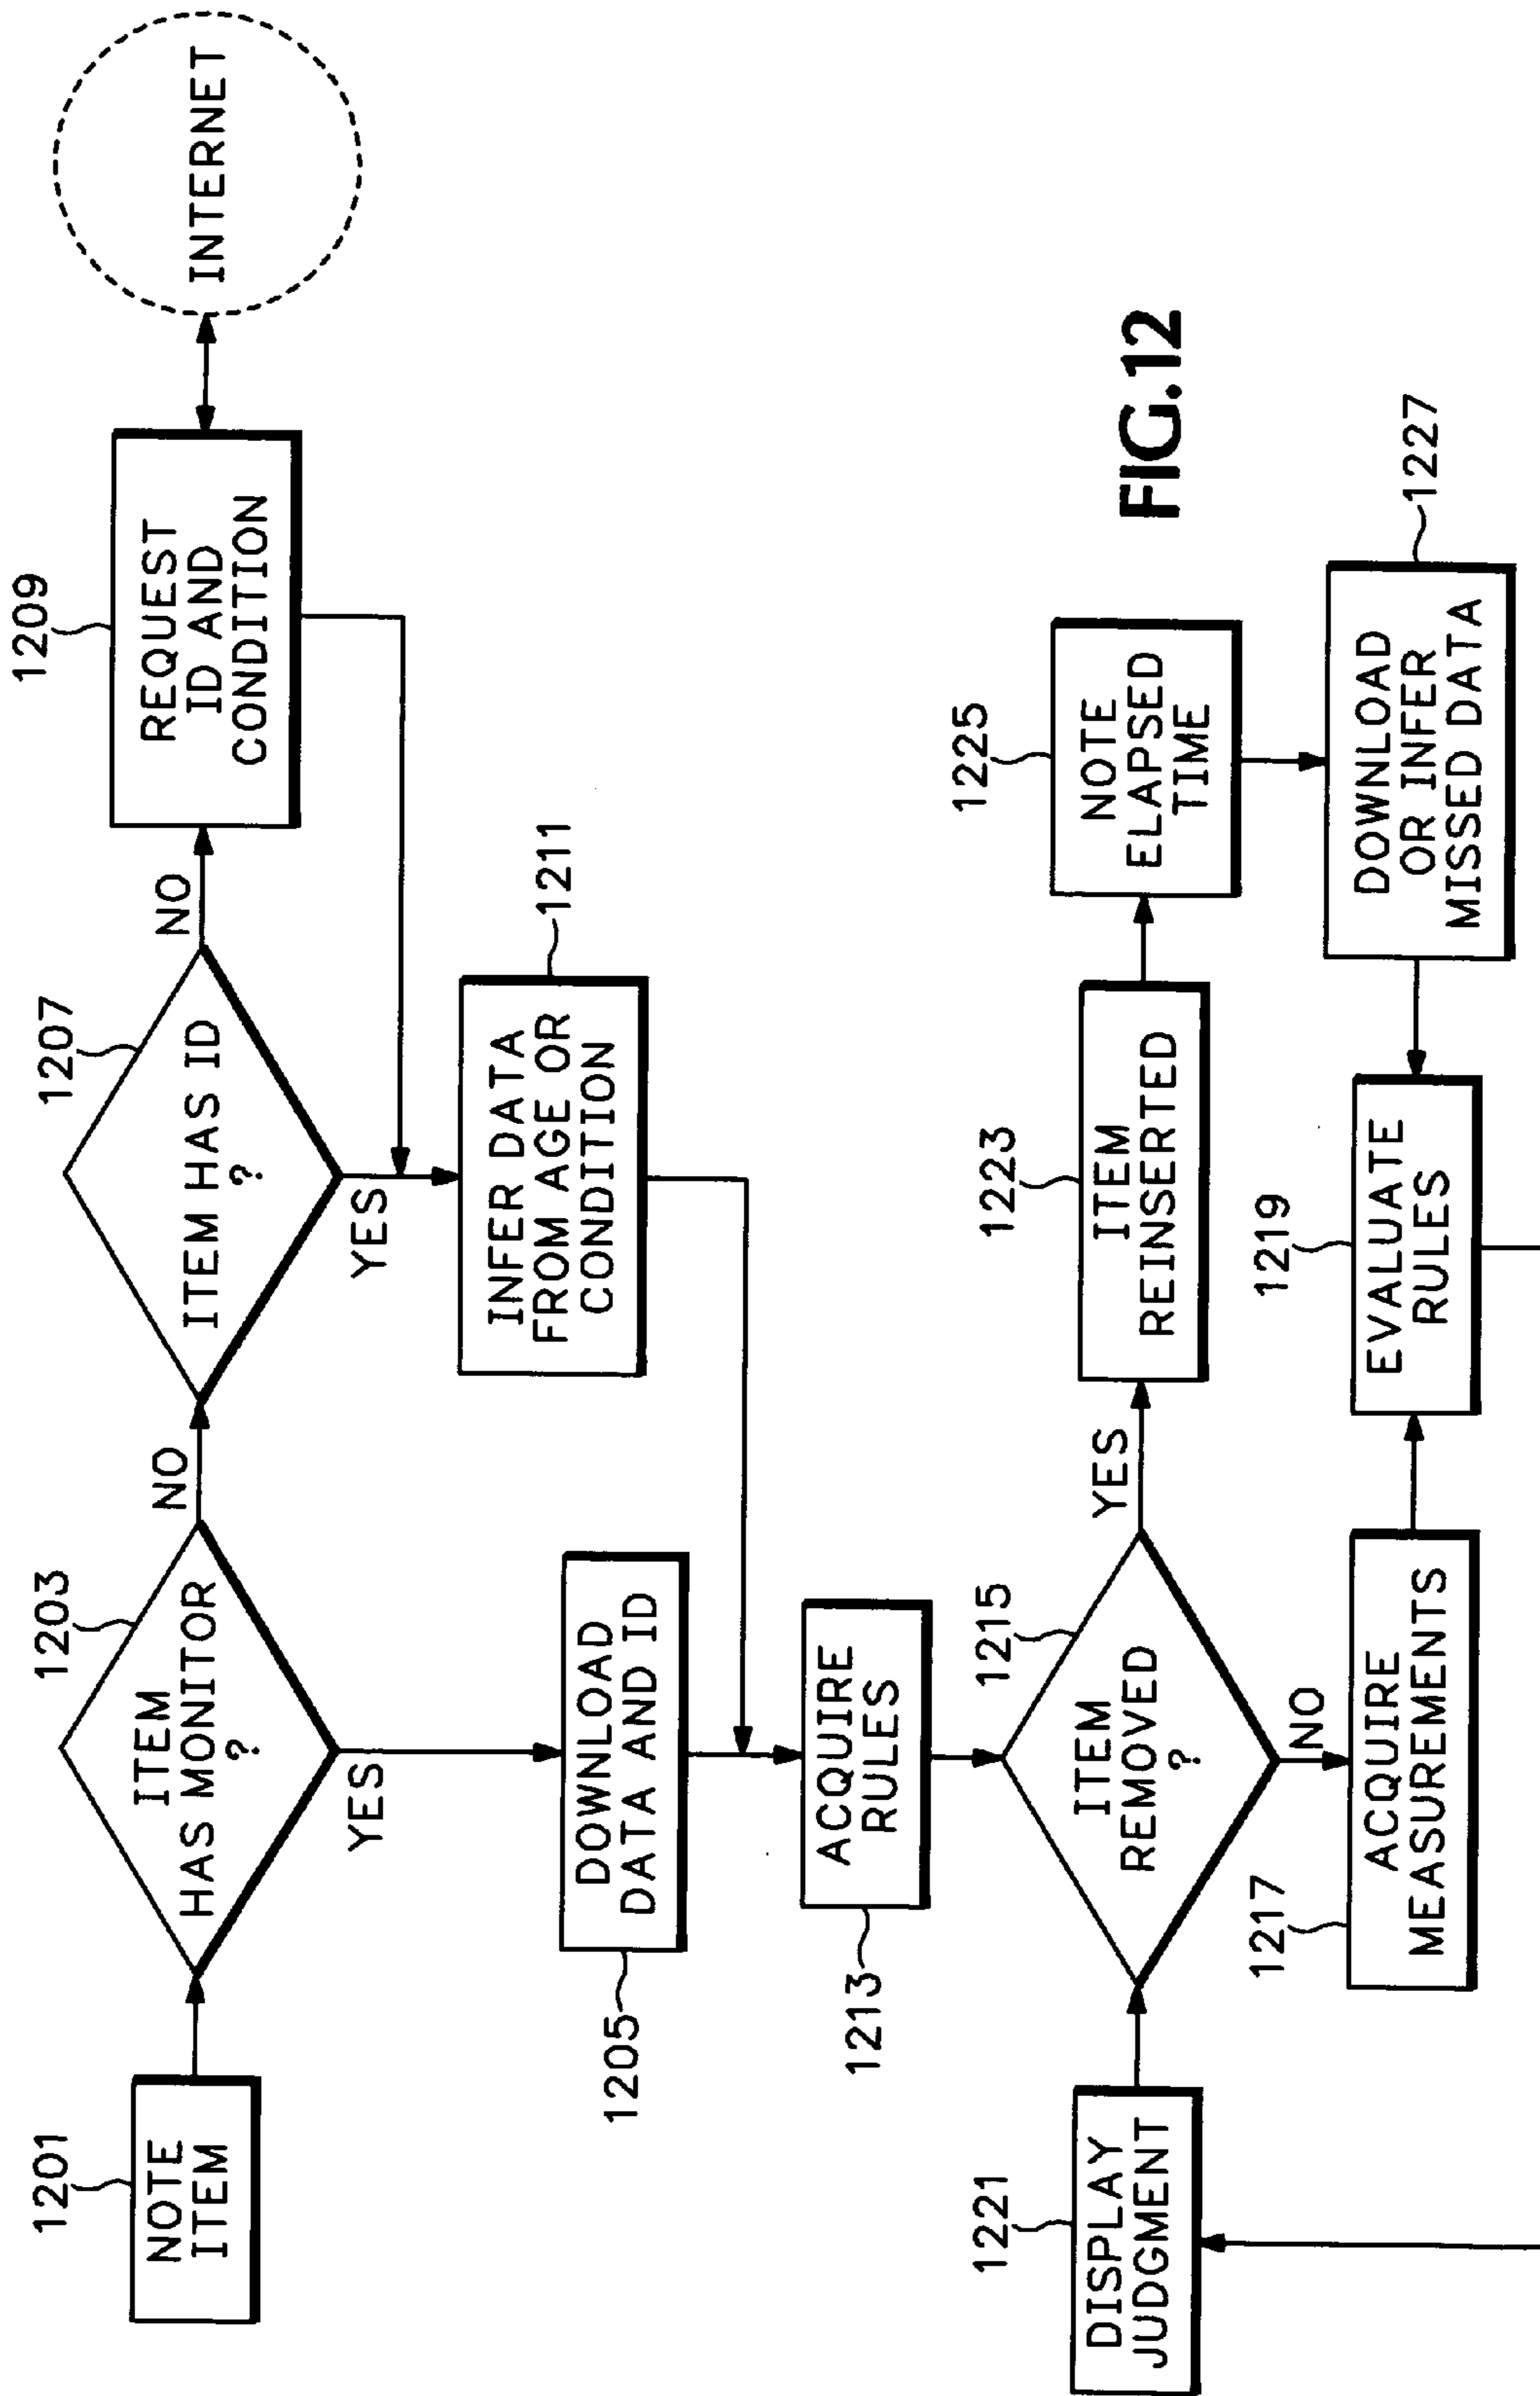 1201
NOTE
ITEM
1203
ITEM
HAS MONITOR
?
NO
YES
1207
ITEM HAS ID
?
NO
YES
1209
REQUEST
ID AND
CONDITION
INTERNET
1205
DOWNLOAD
DATA AND ID
1211
INFER DATA
FROM AGE OR
CONDITION
1213
ACQUIRE
RULES
1221
DISPLAY
JUDGMENT
1215
ITEM
REMOVED
?
YES
NO
1223
ITEM
REINSERTED
1225
NOTE
ELAPSED
TIME
FIG.12
1217
ACQUIRE
MEASUREMENTS
1219
EVALUATE
RULES
1227
DOWNLOAD
OR INFER
MISSED DATA